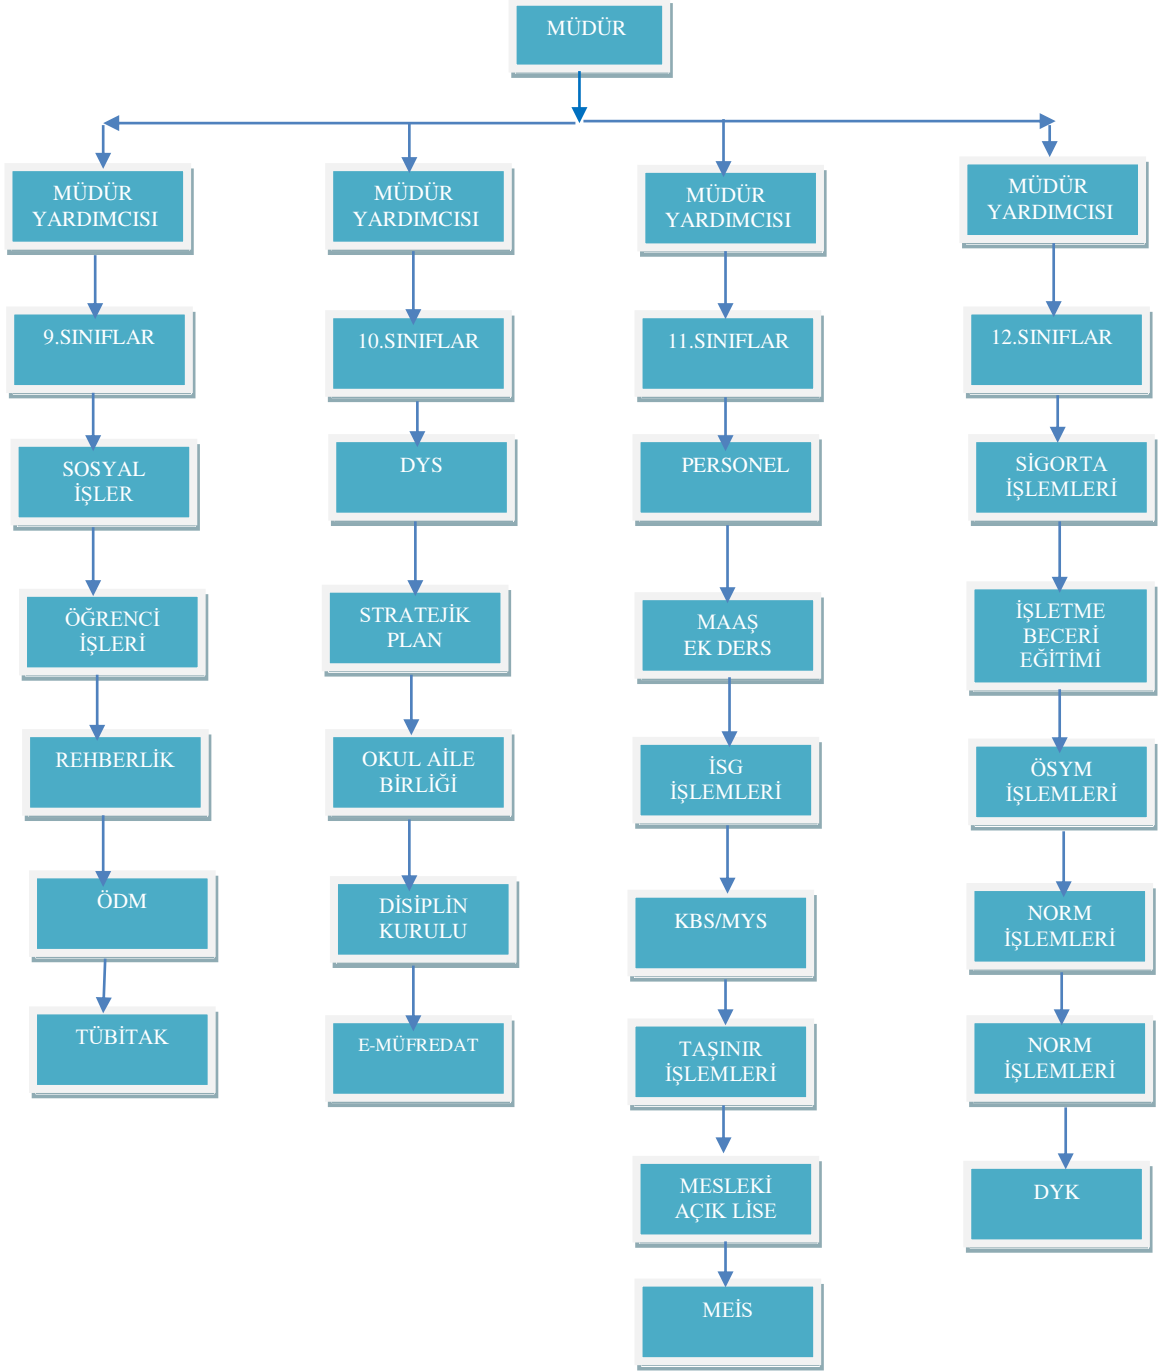 MÜDÜR
MÜDÜR
YARDIMCISI
9.SINIFLAR
SOSYAL
İŞLER
ÖĞRENCİ
İŞLERİ
REHBERLİK
ÖDM
TÜBİTAK
MÜDÜR
YARDIMCISI
10.SINIFLAR
DYS
STRATEJİK
PLAN
OKUL AİLE
BİRLİĞİ
DİSİPLİN
KURULU
E-MÜFREDAT
MÜDÜR
YARDIMCISI
11.SINIFLAR
PERSONEL
MAAŞ
EK DERS
İSG
İŞLEMLERİ
KBS/MYS
TAŞINIR
İŞLEMLERİ
MESLEKİ
AÇIK LİSE
MEİS
MÜDÜR
YARDIMCISI
12.SINIFLAR
SİGORTA
İŞLEMLERİ
İŞLETME
BECERİ
EĞİTİMİ
ÖSYM
İŞLEMLERİ
NORM
İŞLEMLERİ
NORM
İŞLEMLERİ
DYK